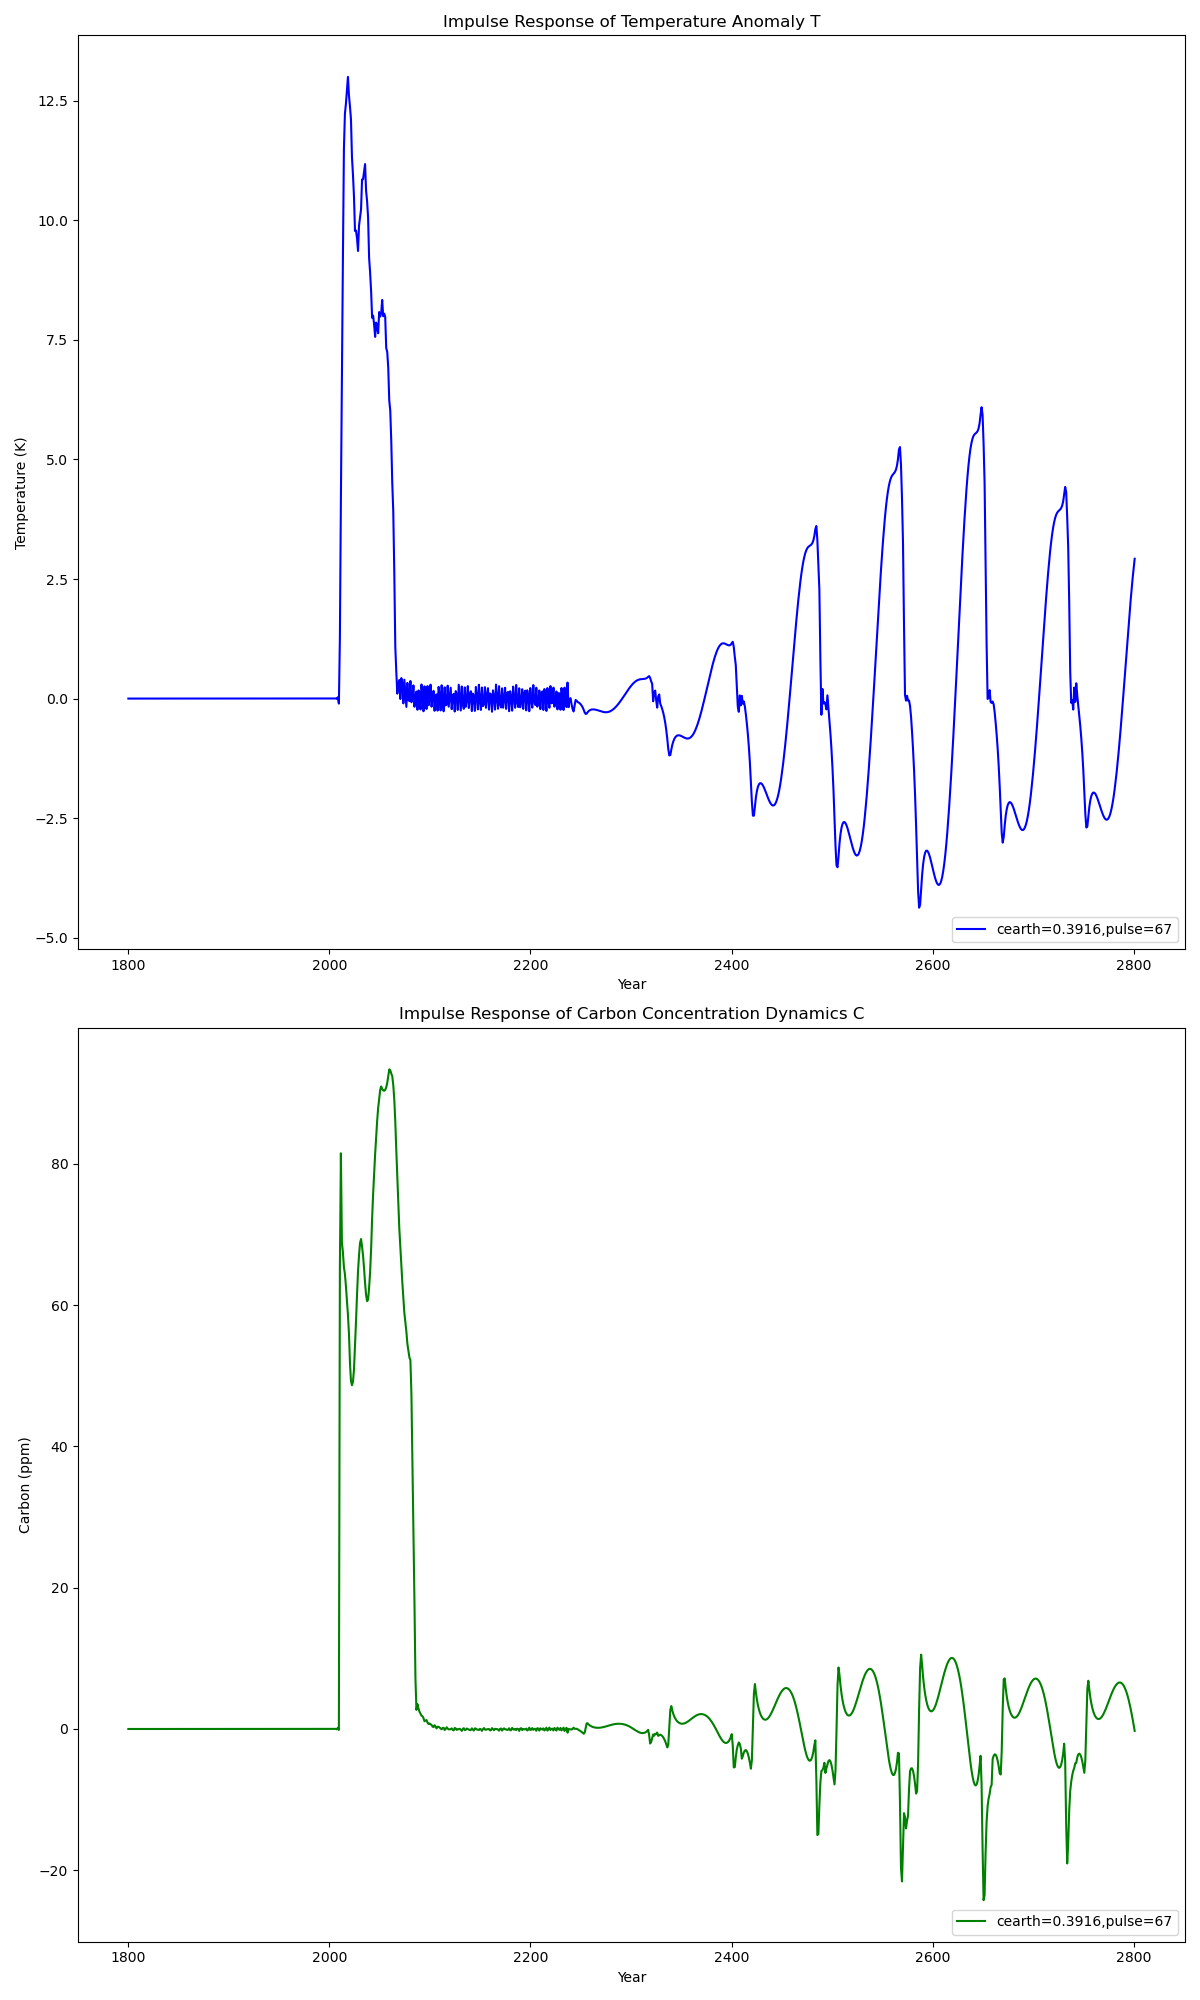 Impulse Response of Temperature Anomaly T
12.5
10.0
7.5
5.0
2.5
0.0
−2.5
−5.0
Temperature (K)
cearth=0.3916,pulse=67
1800 2000 2200 2400 2600 2800
Year
Impulse Response of Carbon Concentration Dynamics C
80
60
40
20
0
−20
Carbon (ppm)
cearth=0.3916,pulse=67
1800 2000 2200 2400 2600 2800
Year